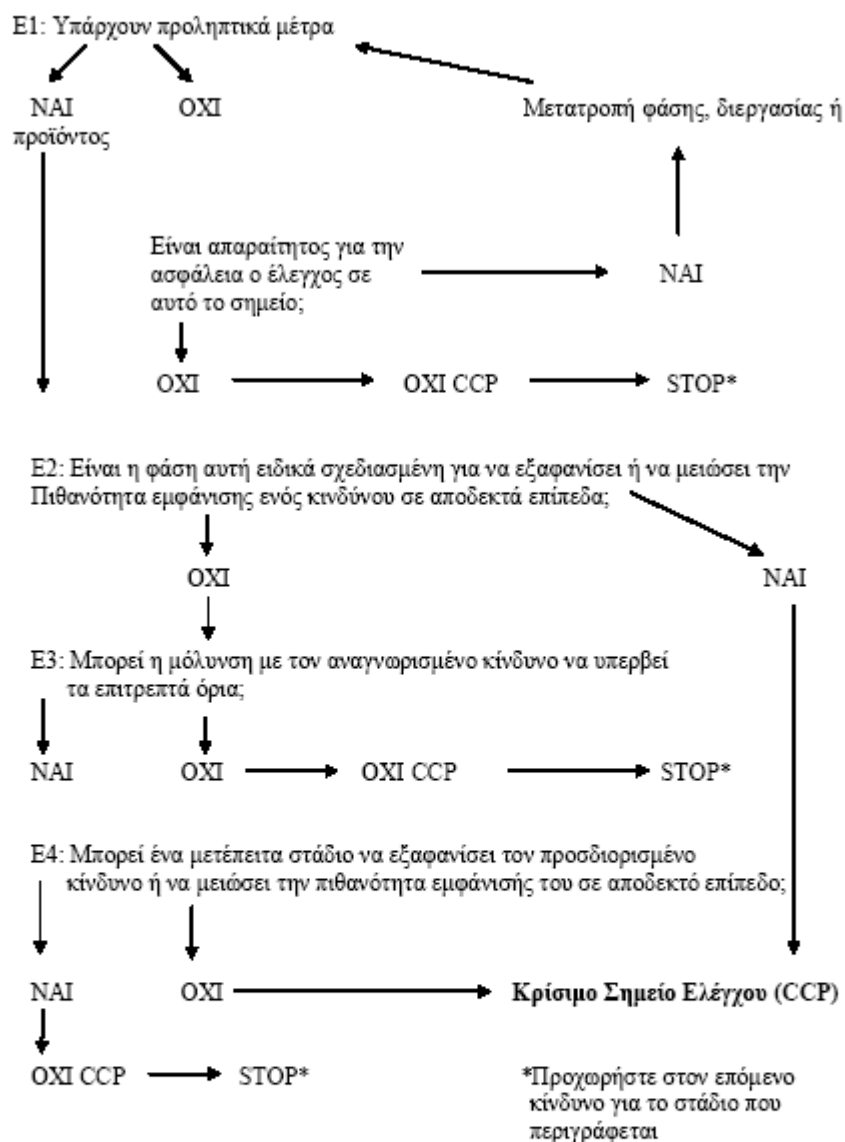 Ε1: Υπάρχουν προληπτικά μέτρα
ΝΑΙ ΟΧΙ Μετατροπή φάσης, διεργασίας ή
προϊόντος
Είναι απαραίτητος για την
ασφάλεια ο έλεγχος σε
αυτό το σημείο;
ΝΑΙ
ΟΧΙ ΟΧΙ CCP STOP*
Ε2: Είναι η φάση αυτή ειδικά σχεδιασμένη για να εξαφανίσει ή να μειώσει την
Πιθανότητα εμφάνισης ενός κινδύνου σε αποδεκτά επίπεδα;
ΟΧΙ ΝΑΙ
Ε3: Μπορεί η μόλυνση με τον αναγνωρισμένο κίνδυνο να υπερβεί
τα επιτρεπτά όρια;
ΝΑΙ ΟΧΙ ΟΧΙ CCP STOP*
Ε4: Μπορεί ένα μετέπειτα στάδιο να εξαφανίσει τον προσδιορισμένο
κίνδυνο ή να μειώσει την πιθανότητα εμφάνισής του σε αποδεκτό επίπεδο;
ΝΑΙ ΟΧΙ Κρίσιμο Σημείο Ελέγχου (CCP)
ΟΧΙ CCP STOP*
*Προχωρήστε στον επόμενο
κίνδυνο για το στάδιο που
περιγράφεται